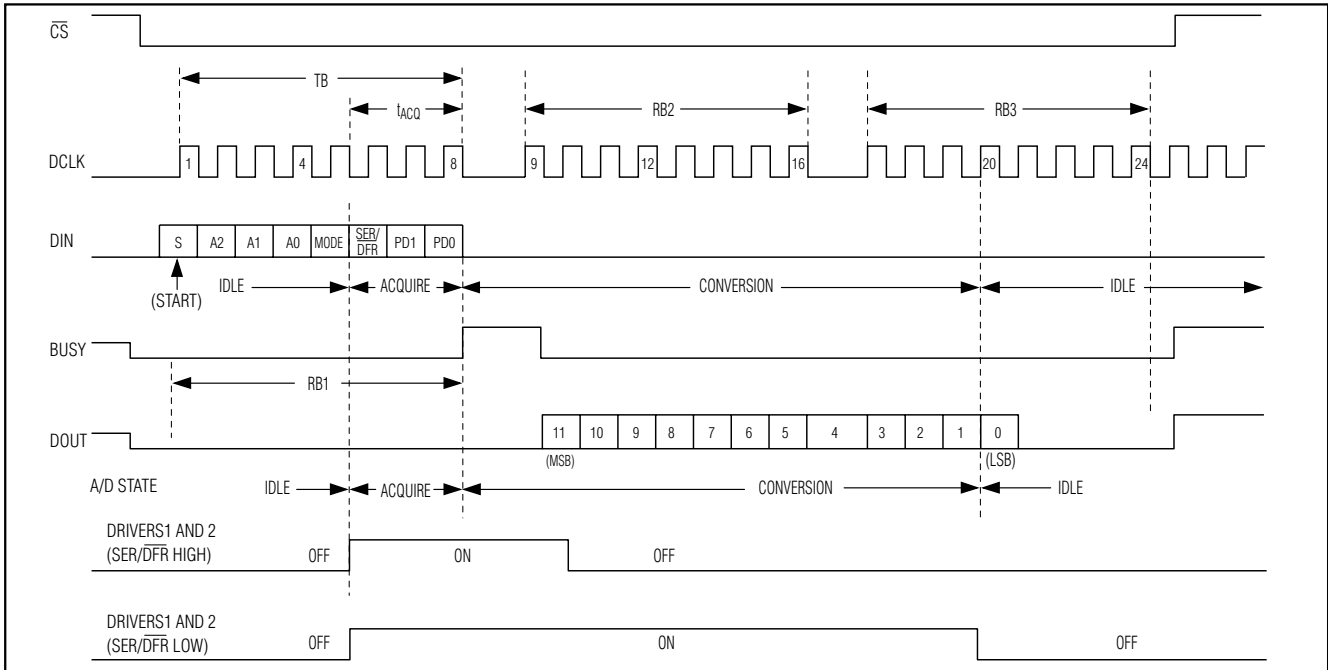 CS
TB
tACQ
RB2
RB3
DCLK
1
4
8
9
12
16
20
24
DIN
S
A2
A1
A0
MODE
SER/
DFR
PD1
PD0
(START)
IDLE
ACQUIRE
CONVERSION
IDLE
BUSY
RB1
DOUT
11
10
9
8
7
6
5
4
3
2
1
0
(MSB)
(LSB)
A/D STATE
IDLE
ACQUIRE
CONVERSION
IDLE
DRIVERS1 AND 2
(SER/DFR HIGH)
OFF
ON
OFF
DRIVERS1 AND 2
(SER/DFR LOW)
OFF
ON
OFF